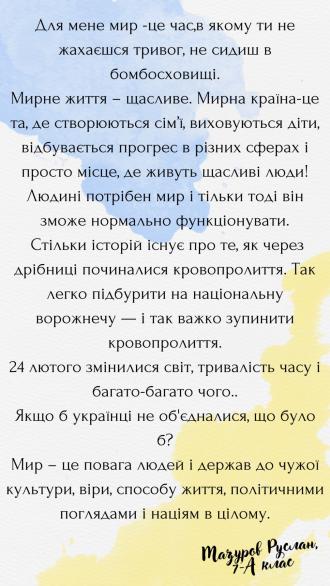 Для мене мир -це час,в якому ти не
жахаєшся тривог, не сидиш в
бомбосховищі.
Мирне життя – щасливе. Мирна країна-це
та, де створюються сім'ї, виховуються діти,
відбувається прогрес в різних сферах і
просто місце, де живуть щасливі люди!
Людині потрібен мир і тільки тоді він
зможе нормально функціонувати.
Стільки історій існує про те, як через
дрібниці починалися кровопролиття. Так
легко підбурити на національну
ворожнечу — і так важко зупинити
кровопролиття.
24 лютого змінилися світ, тривалість часу і
багато-багато чого..
Якщо б українці не об'єдналися, що було
б?
Мир – це повага людей і держав до чужої
культури, віри, способу життя, політичними
поглядами і націям в цілому.
Мазуров Руслан,
7-А клас